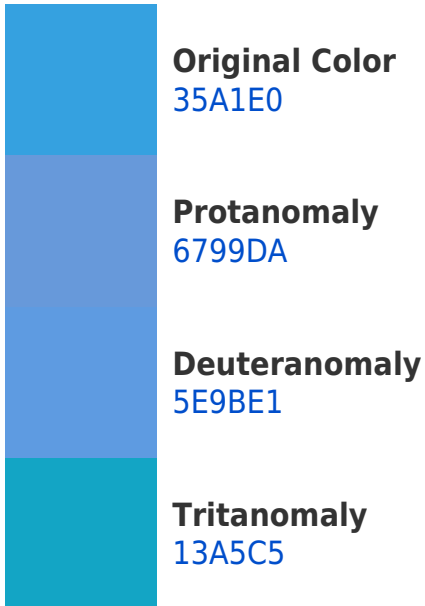 Original Color
35A1E0
Protanomaly
6799DA
Deuteranomaly
5E9BE1
Tritanomaly
13A5C5